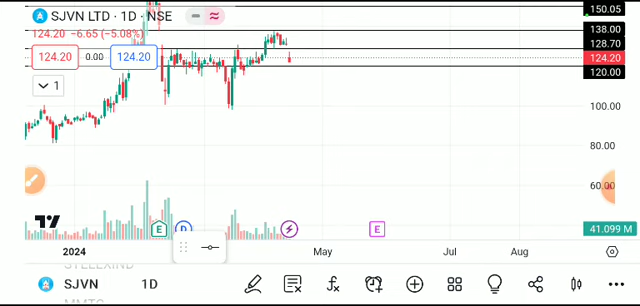 SJVN LTD · 1D · NSE
124.20 −6.65 (−5.08%)
124.20 0.00 124.20
1
150.05
138.00
128.70
124.20
120.00
100.00
80.00
60.00
41.099 M
E D E
2024 May Jul Aug
SJVN 1D